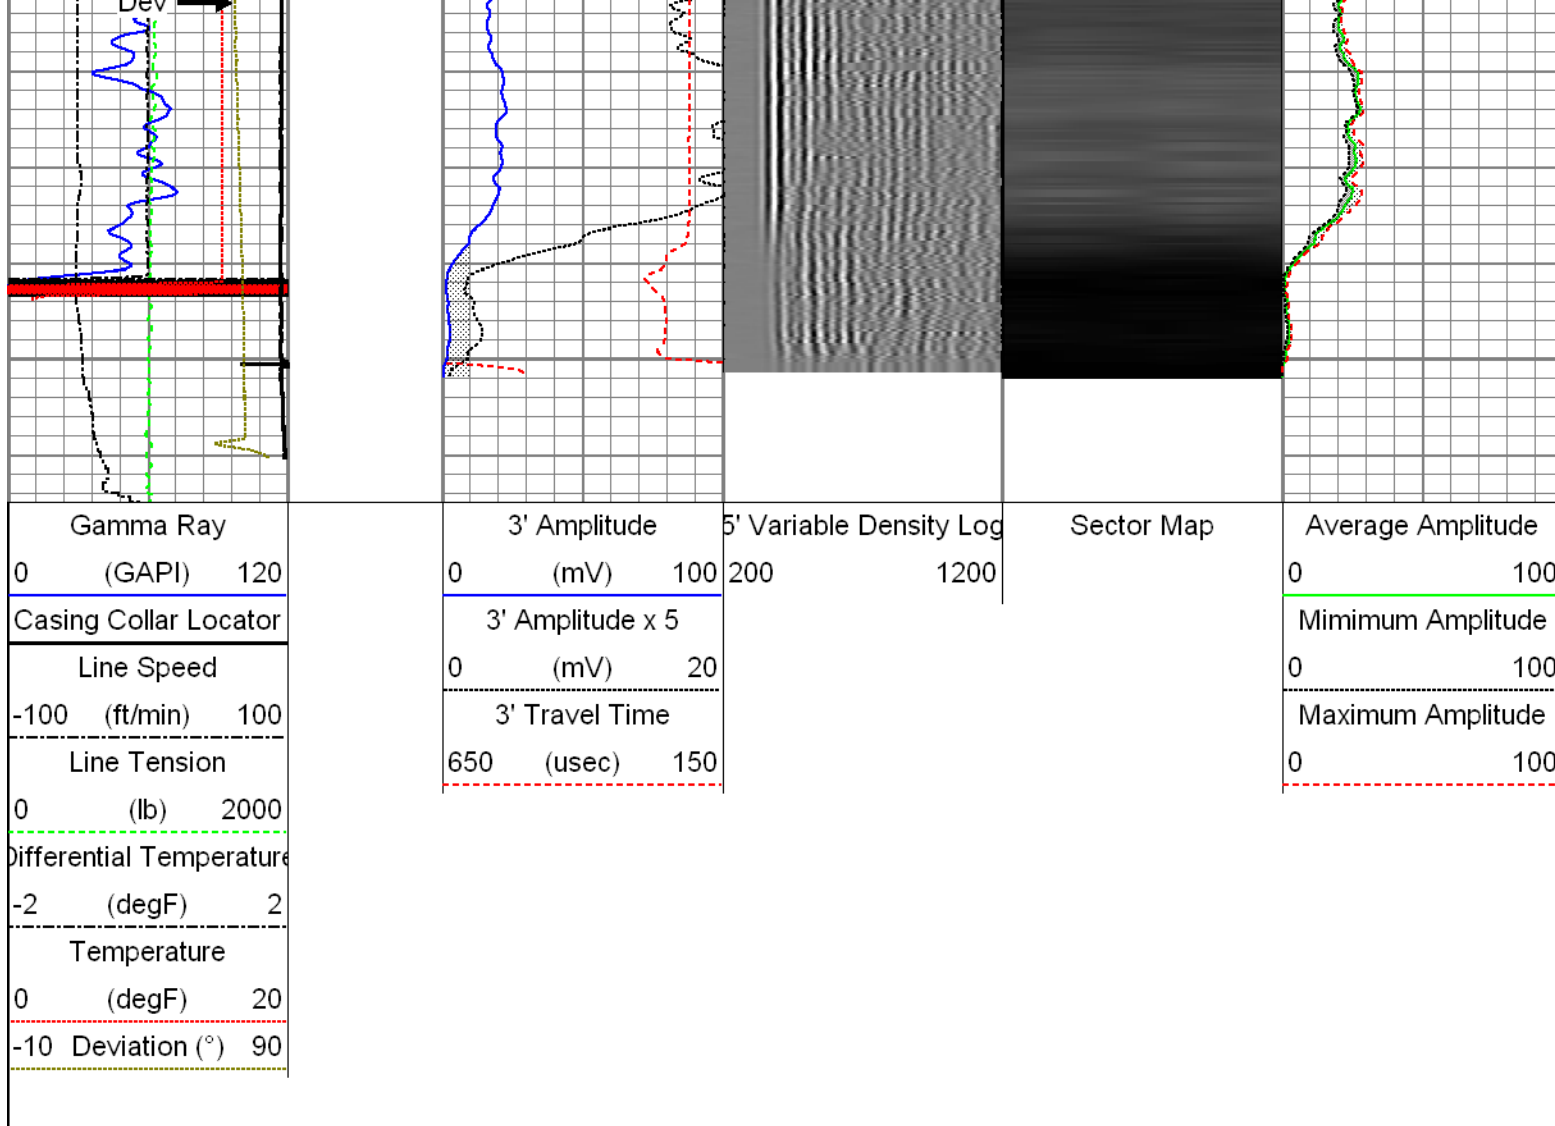 Dev
Gamma Ray
0 (GAPI) 120
Casing Collar Locator
Line Speed
-100 (ft/min) 100
Line Tension
0 (lb) 2000
Differential Temperature
-2 (degF) 2
Temperature
0 (degF) 20
-10 Deviation (°) 90
3' Amplitude
0 (mV) 100
3' Amplitude x 5
0 (mV) 20
3' Travel Time
650 (usec) 150
5' Variable Density Log
200 1200
Sector Map
Average Amplitude
0 100
Mimimum Amplitude
0 100
Maximum Amplitude
0 100